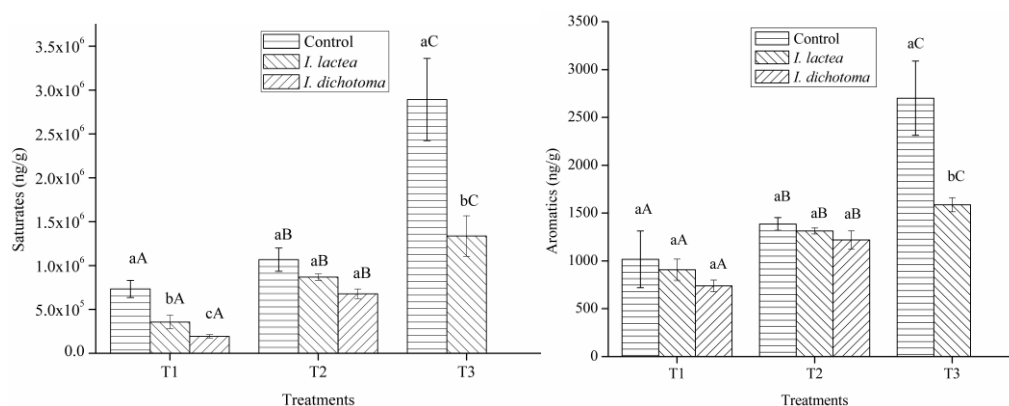 3.5x10⁶
3.0x10⁶
2.5x10⁶
2.0x10⁶
1.5x10⁶
1.0x10⁶
5.0x10⁵
0.0
Saturates (ng/g)
Control
I. lactea
I. dichotoma
aA
bA
cA
aB
aB
aB
aC
bC
T1
T2
T3
Treatments
3500
3000
2500
2000
1500
1000
500
0
Aromatics (ng/g)
Control
I. lactea
I. dichotoma
aA
aA
aA
aB
aB
aB
aC
bC
T1
T2
T3
Treatments